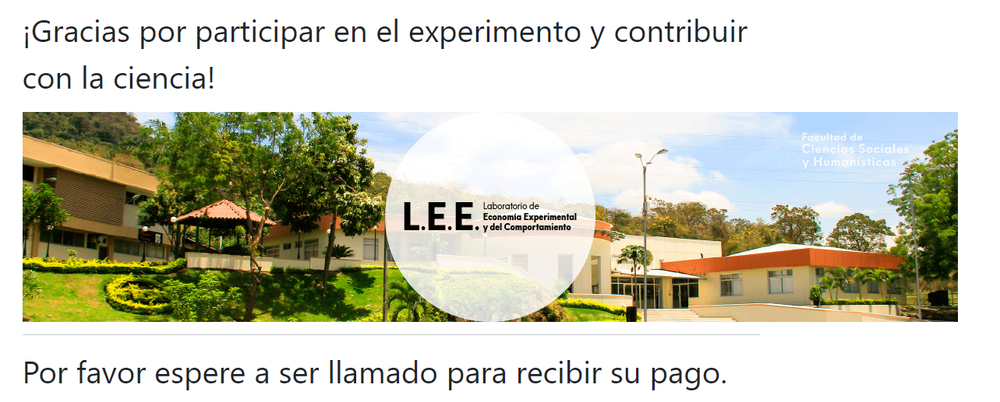 ¡Gracias por participar en el experimento y contribuir
con la ciencia!
Facultad de
Ciencias Sociales
y Humanísticas
L.E.E.
Laboratorio de
Economía Experimental
y del Comportamiento
Por favor espere a ser llamado para recibir su pago.